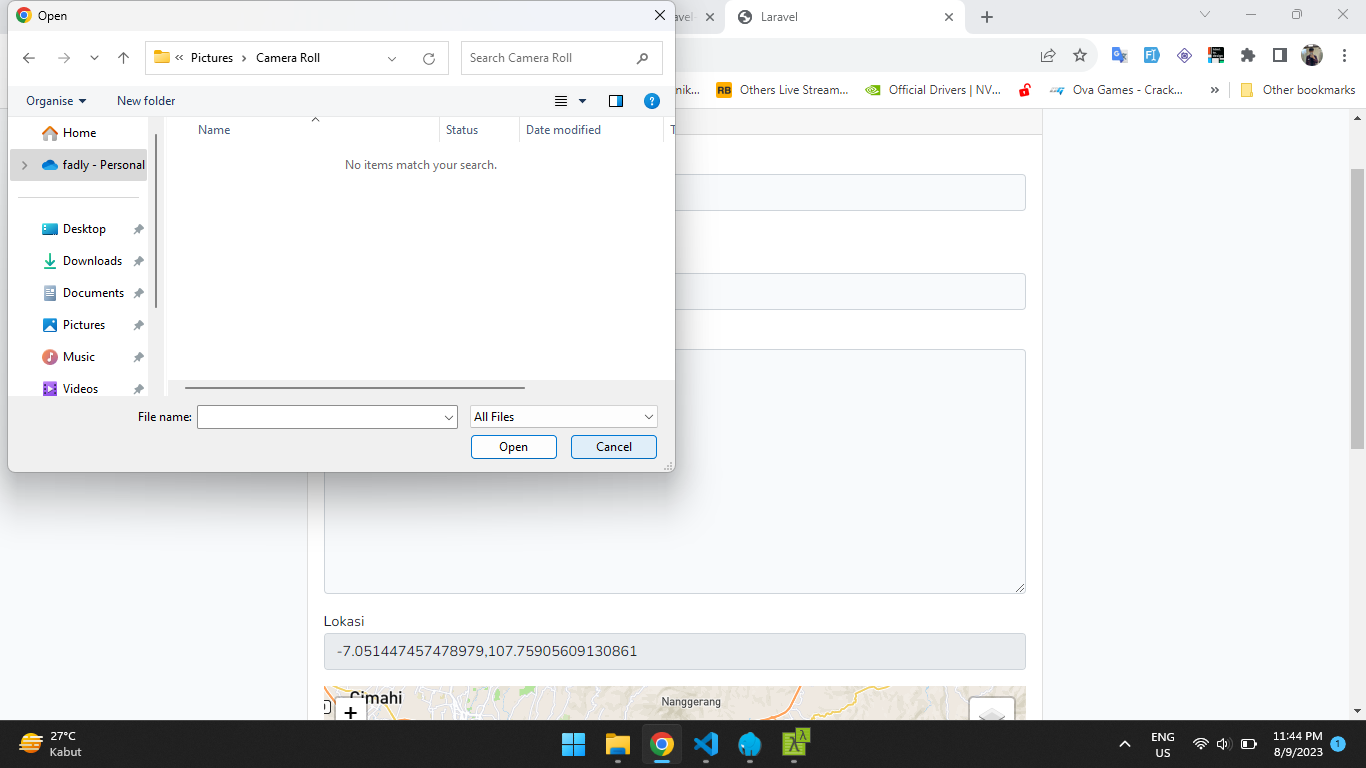 Open
avel-
Laravel
Pictures
Camera Roll
Search Camera Roll
Organise
New folder
nik...
RB
Others Live Stream...
Official Drivers | NV...
Ova Games - Crack...
Other bookmarks
Home
Name
Status
Date modified
fadly - Personal
No items match your search.
Desktop
Downloads
Documents
Pictures
Music
Videos
File name:
All Files
Open
Cancel
Lokasi
-7.051447457478979,107.75905609130861
Cimahi
Nanggerang
+
27°C
Kabut
ENG
US
11:44 PM
8/9/2023
1